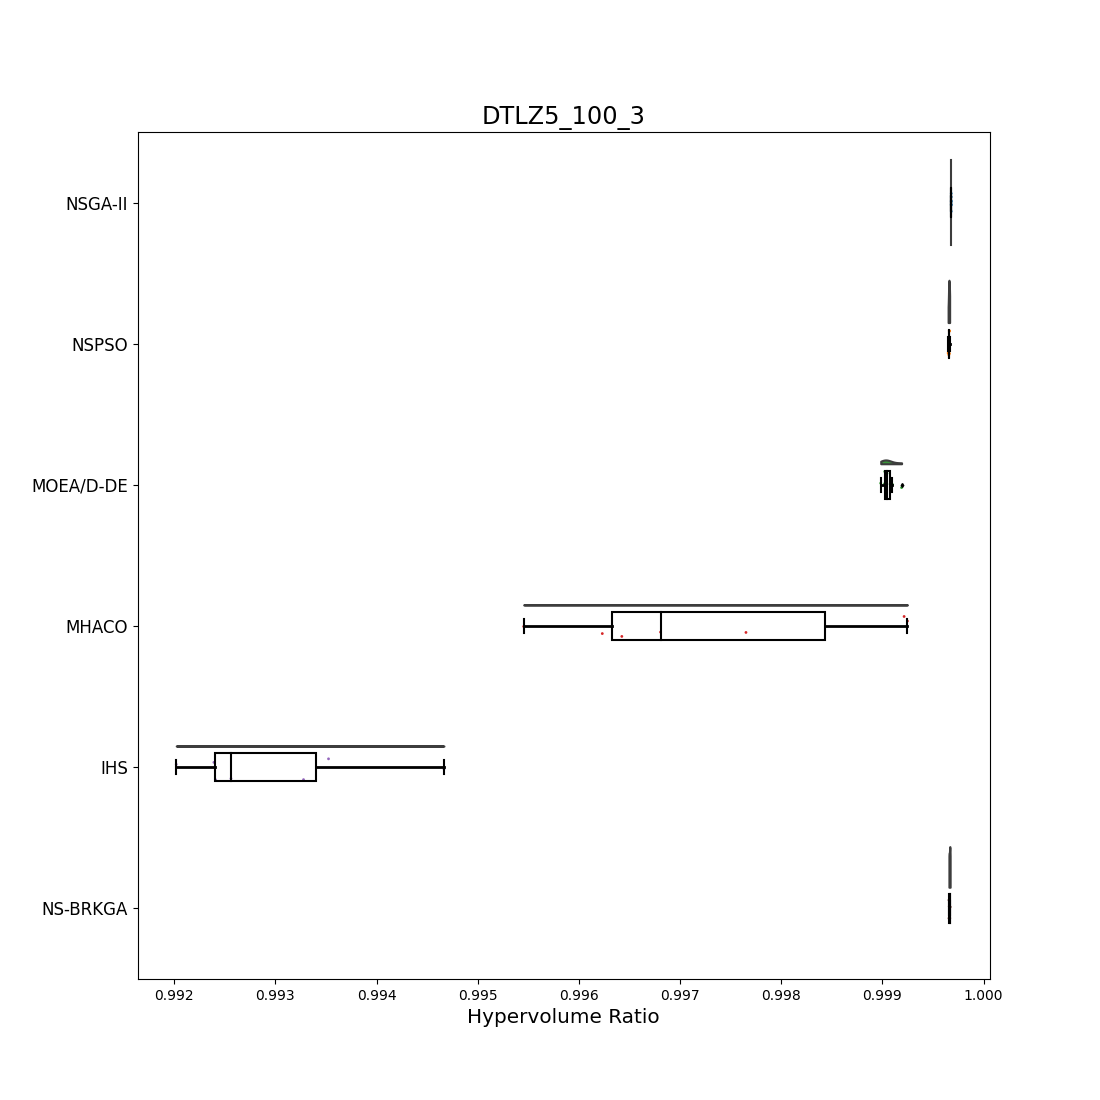 DTLZ5_100_3
NSGA-II
NSPSO
MOEA/D-DE
MHACO
IHS
NS-BRKGA
0.992 0.993 0.994 0.995 0.996 0.997 0.998 0.999 1.000
Hypervolume Ratio